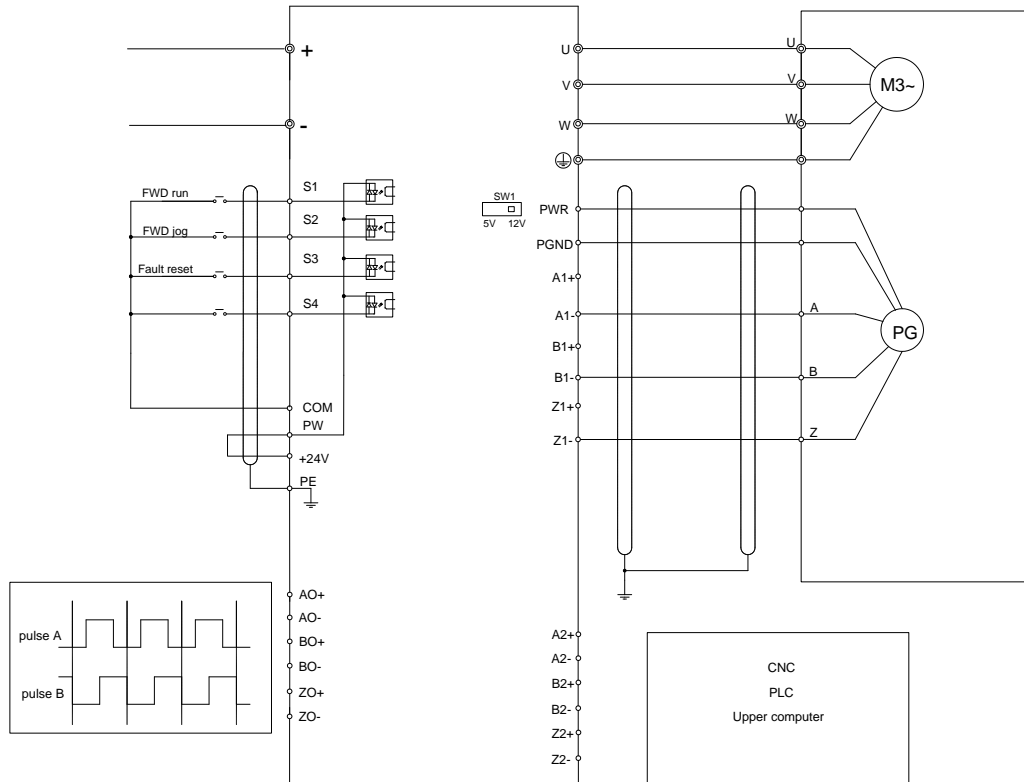 +
-
S1
FWD run
S2
FWD jog
S3
Fault reset
S4
COM
PW
+24V
PE
AO+
AO-
BO+
BO-
ZO+
ZO-
pulse A
pulse B
U
V
W
SW1
5V 12V
PWR
PGND
A1+
A1-
B1+
B1-
Z1+
Z1-
A2+
A2-
B2+
B2-
Z2+
Z2-
U
V
W
M3~
A
B
Z
PG
CNC
PLC
Upper computer